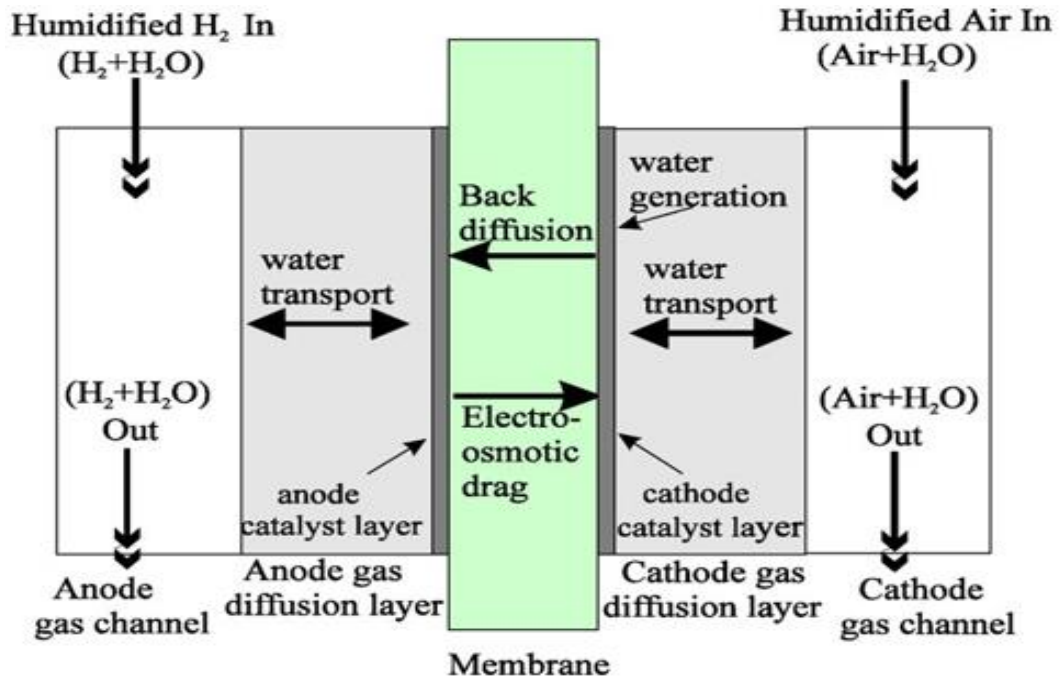 Humidified H₂ In
(H₂+H₂O)
Humidified Air In
(Air+H₂O)
water
generation
Back
diffusion
water
transport
water
transport
(H₂+H₂O)
Out
Electro-
osmotic
drag
(Air+H₂O)
Out
anode
catalyst layer
cathode
catalyst layer
Anode
gas channel
Anode gas
diffusion layer
Cathode gas
diffusion layer
Cathode
gas channel
Membrane